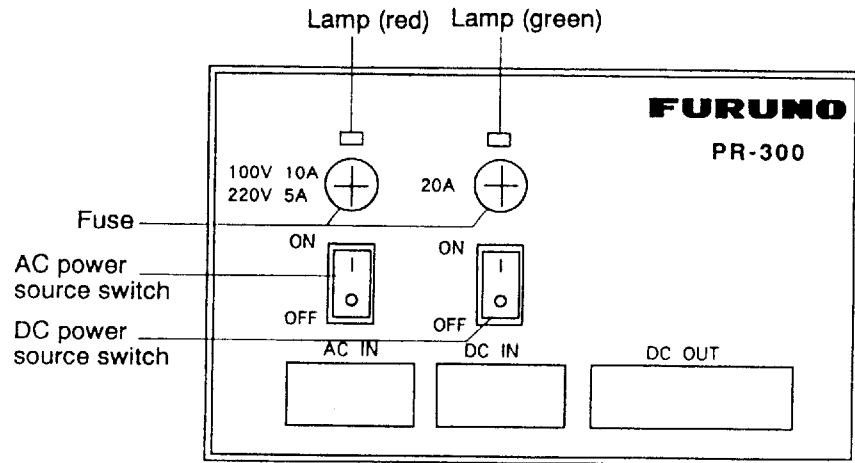 Lamp (red) Lamp (green)
FURUNO
PR-300
100V 10A
220V 5A
20A
Fuse
ON
ON
AC power
source switch
OFF
OFF
DC power
source switch
AC IN
DC IN
DC OUT